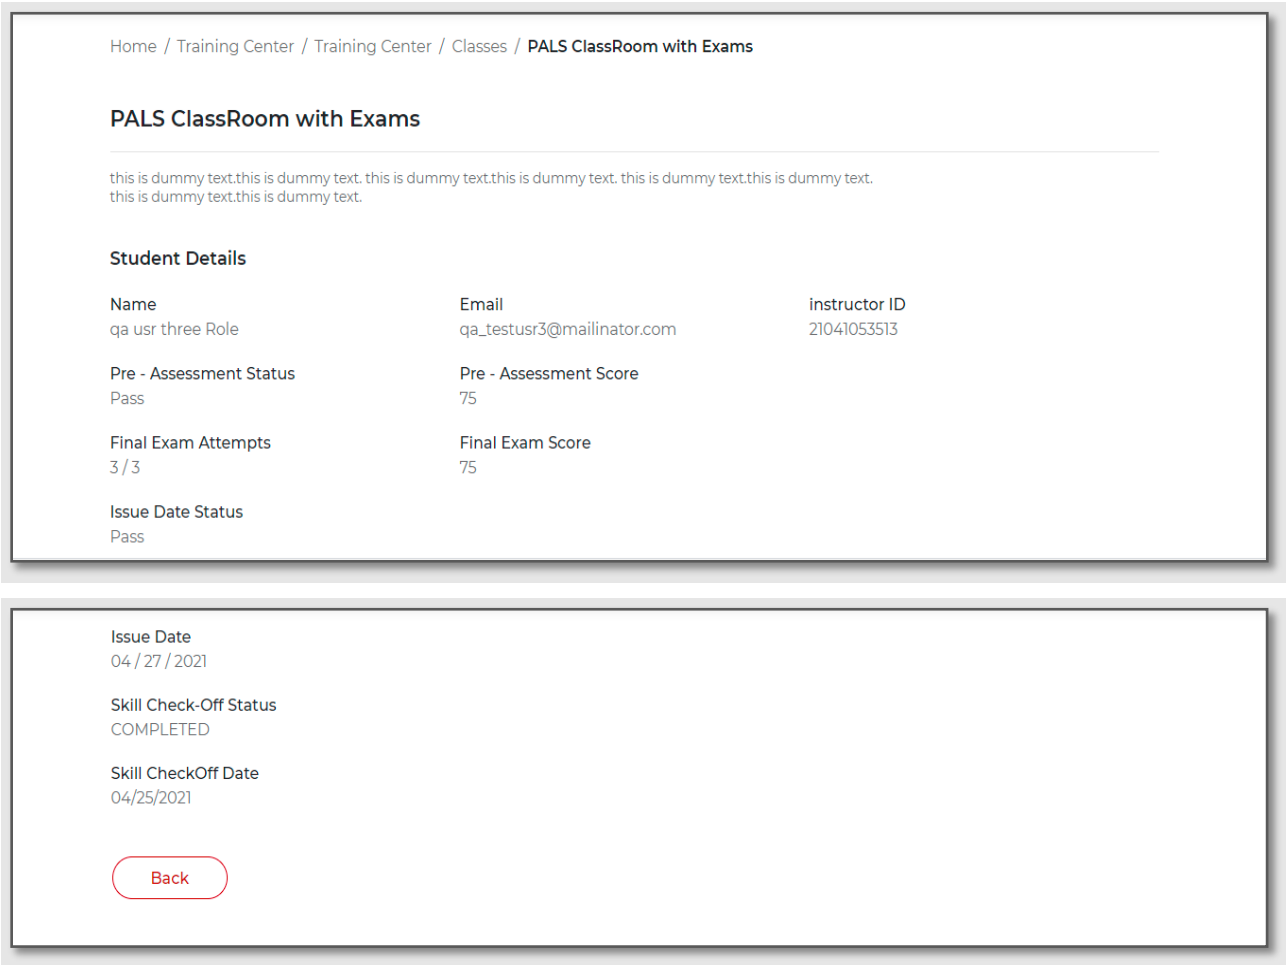 Home / Training Center / Training Center / Classes / PALS ClassRoom with Exams
PALS ClassRoom with Exams
this is dummy text.this is dummy text. this is dummy text.this is dummy text. this is dummy text.this is dummy text.
this is dummy text.this is dummy text.
Student Details
Name Email instructor ID
qa usr three Role qa_testusr3@mailinator.com 21041053513
Pre - Assessment Status Pre - Assessment Score
Pass 75
Final Exam Attempts Final Exam Score
3 / 3 75
Issue Date Status
Pass
Issue Date
04 / 27 / 2021
Skill Check-Off Status
COMPLETED
Skill CheckOff Date
04/25/2021
Back